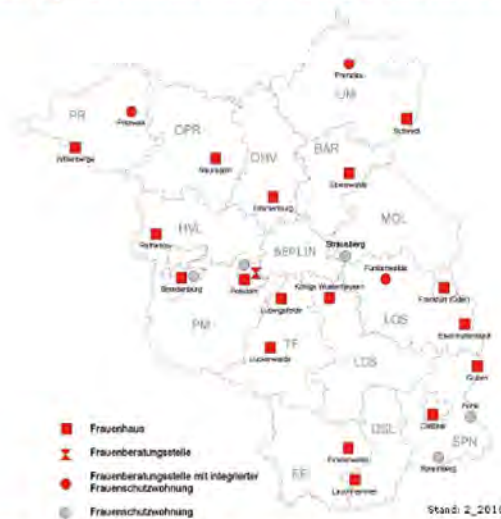 Prenzlau
UM
PR
Pritzwalk
OPR
Schwedt
Wittenberge
Neuruppin
OHV
BAR
Eberswalde
Oranienburg
MOL
HVL
Rathenow
BERLIN
Strausberg
Fürstenwalde
Brandenburg
Potsdam
Königs Wusterhausen
Frankfurt (Oder)
Ludwigsfelde
LOS
PM
Eisenhüttenstadt
TF
Luckenwalde
LDS
Guben
Forst
OSL
Cottbus
SPN
Frauenhaus
Finsterwalde
Spremberg
Frauenberatungsstelle
EE
Lauchhammer
Frauenberatungsstelle mit integrierter
Frauenschutzwohnung
Frauenschutzwohnung